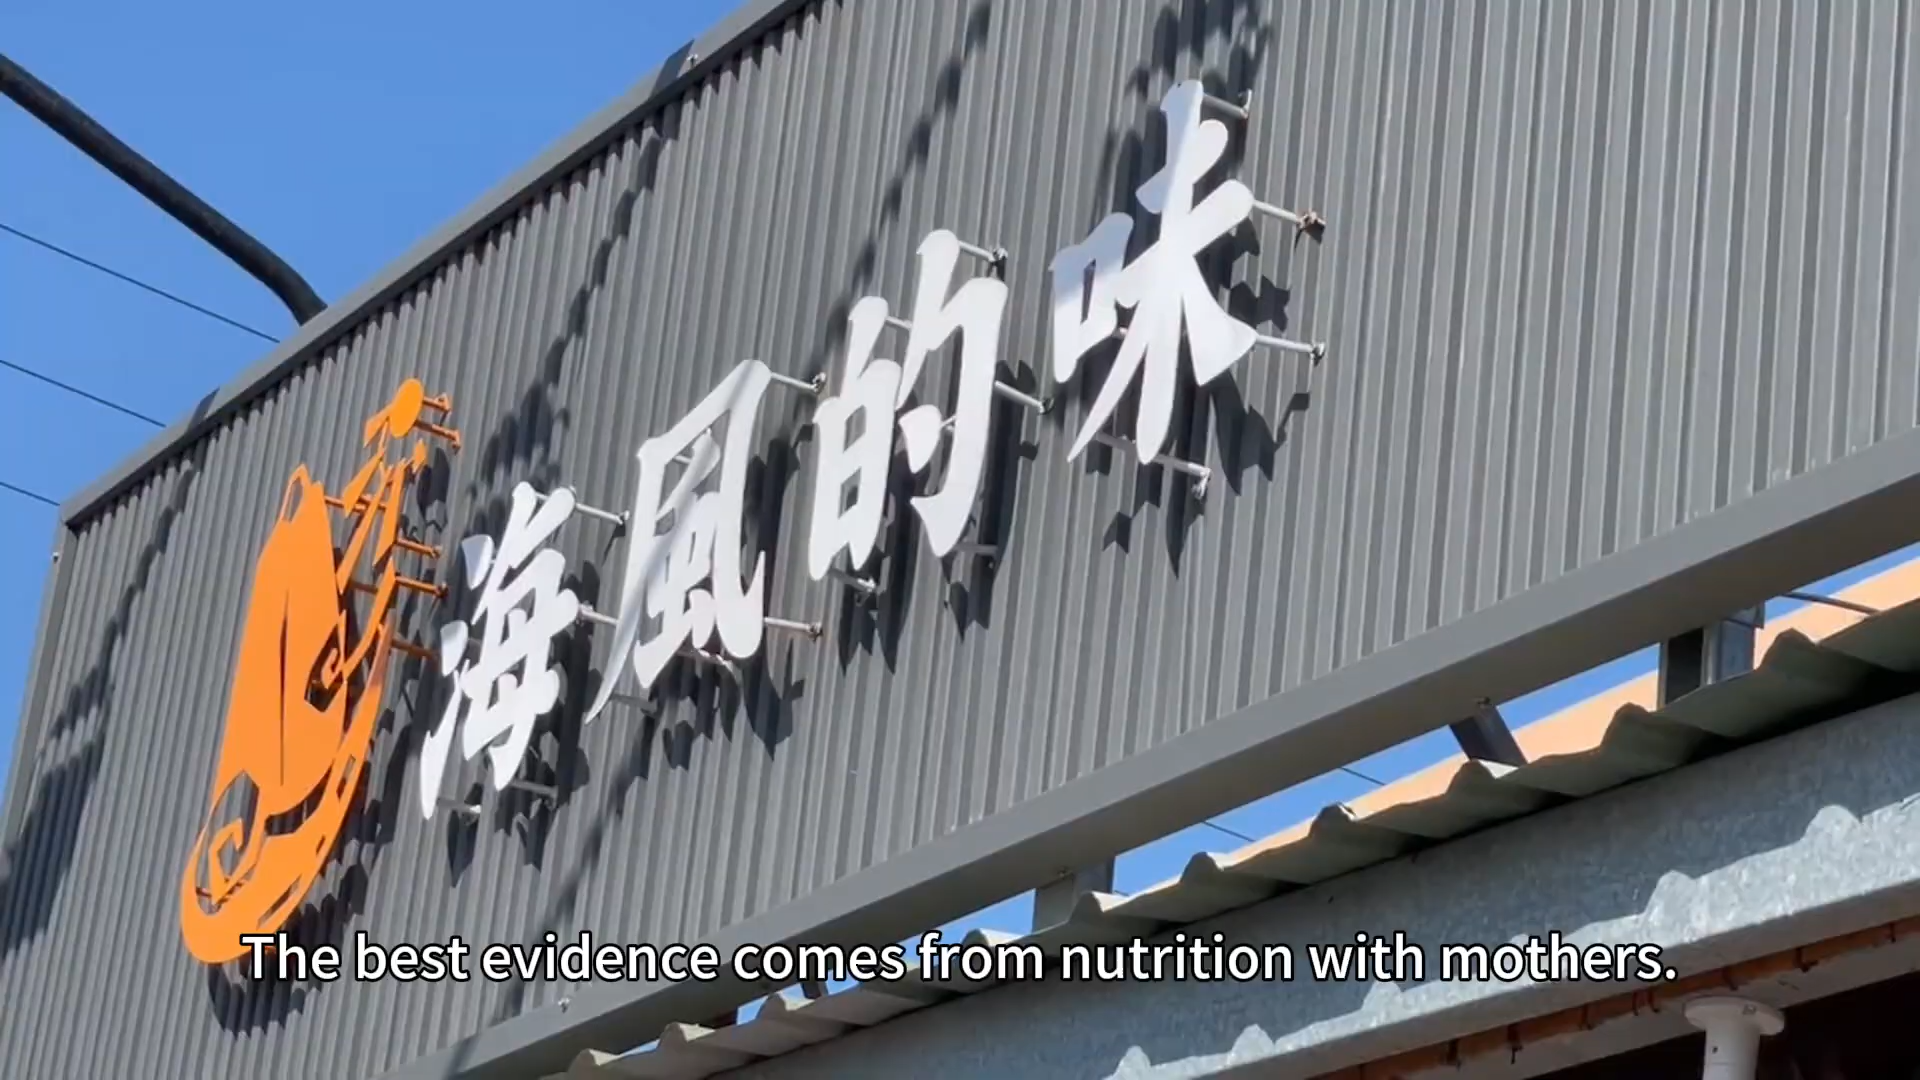 海風的味
The best evidence comes from nutrition with mothers.